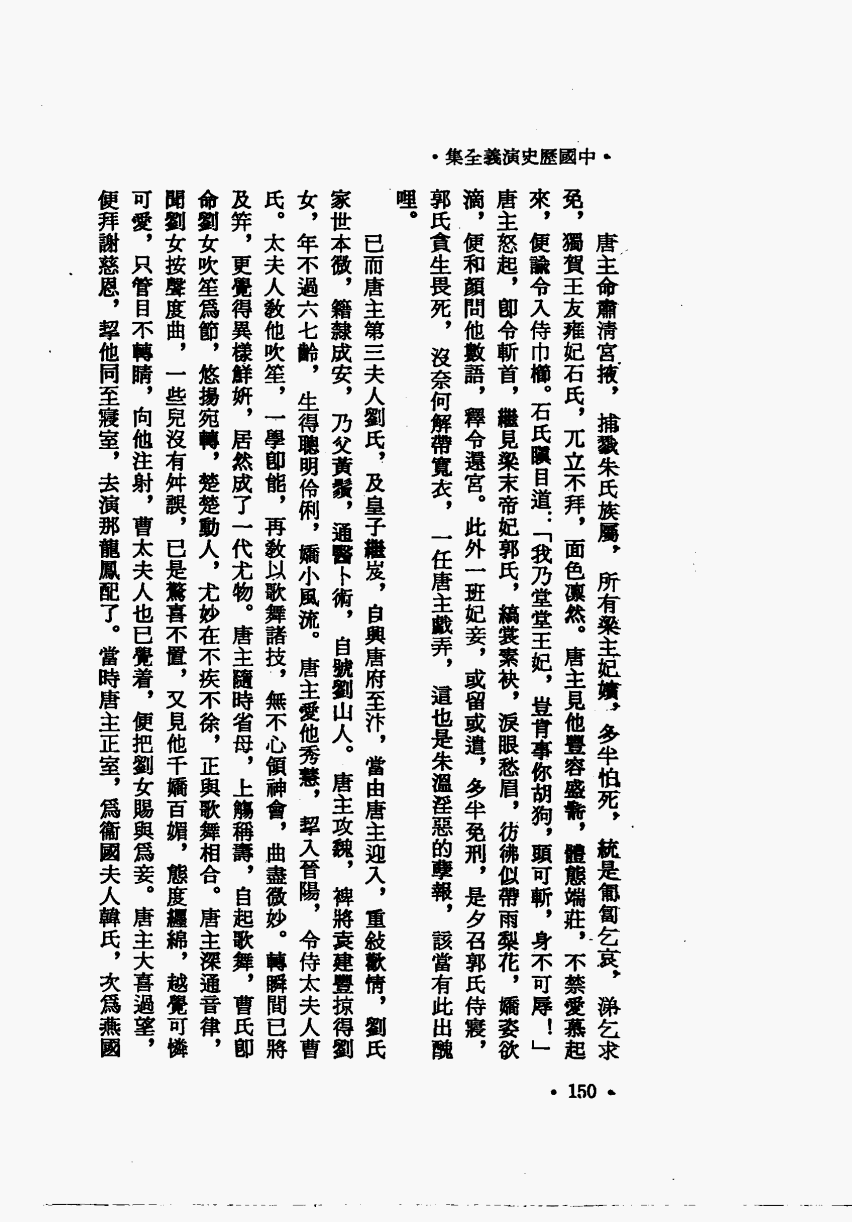 •中國歷史演義全集•
唐主命肅清宮掖，捕戮朱氏族屬，所有梁主妃嬪，多半怕死，統是匍匐乞哀，涕乞求
免，獨賀王友雍妃石氏，兀立不拜，面色凜然。唐主見他豐容盛鬋，體態端莊，不禁愛慕起
來，便諭令入侍巾櫛。石氏瞋目道：「我乃堂堂王妃，豈肯事你胡狗，頭可斬，身不可辱！」
唐主怒起，卽令斬首，繼見梁末帝妃郭氏，縞裳素袂，淚眼愁眉，彷彿似帶雨梨花，嬌姿欲
滴，便和顏問他數語，釋令還宮。此外一班妃妾，或留或遣，多半免刑，是夕召郭氏侍寢，
郭氏貪生畏死，沒奈何解帶寬衣，一任唐主戲弄，這也是朱溫淫惡的孽報，該當有此出醜
哩。
已而唐主第三夫人劉氏，及皇子繼岌，自興唐府至汴，當由唐主迎入，重敍歡情，劉氏
家世本微，籍隸成安，乃父黃鬚，通醫卜術，自號劉山人。唐主攻魏，裨將袁建豐掠得劉
女，年不過六七齡，生得聰明伶俐，嬌小風流。唐主愛他秀慧，挈入晉陽，令侍太夫人曹
氏。太夫人教他吹笙，一學卽能，再教以歌舞諸技，無不心領神會，曲盡微妙。轉瞬間已將
及笄，更覺得異樣鮮妍，居然成了一代尤物。唐主隨時省母，上觴稱壽，自起歌舞，曹氏卽
命劉女吹笙爲節，悠揚宛轉，楚楚動人，尤妙在不疾不徐，正與歌舞相合。唐主深通音律，
聞劉女按聲度曲，一些兒沒有舛誤，已是驚喜不置，又見他千嬌百媚，態度纏綿，越覺可憐
可愛，只管目不轉睛，向他注射，曹太夫人也已覺着，便把劉女賜與爲妾。唐主大喜過望，
便拜謝慈恩，挈他同至寢室，去演那龍鳳配了。當時唐主正室，爲衞國夫人韓氏，次爲燕國
•150•